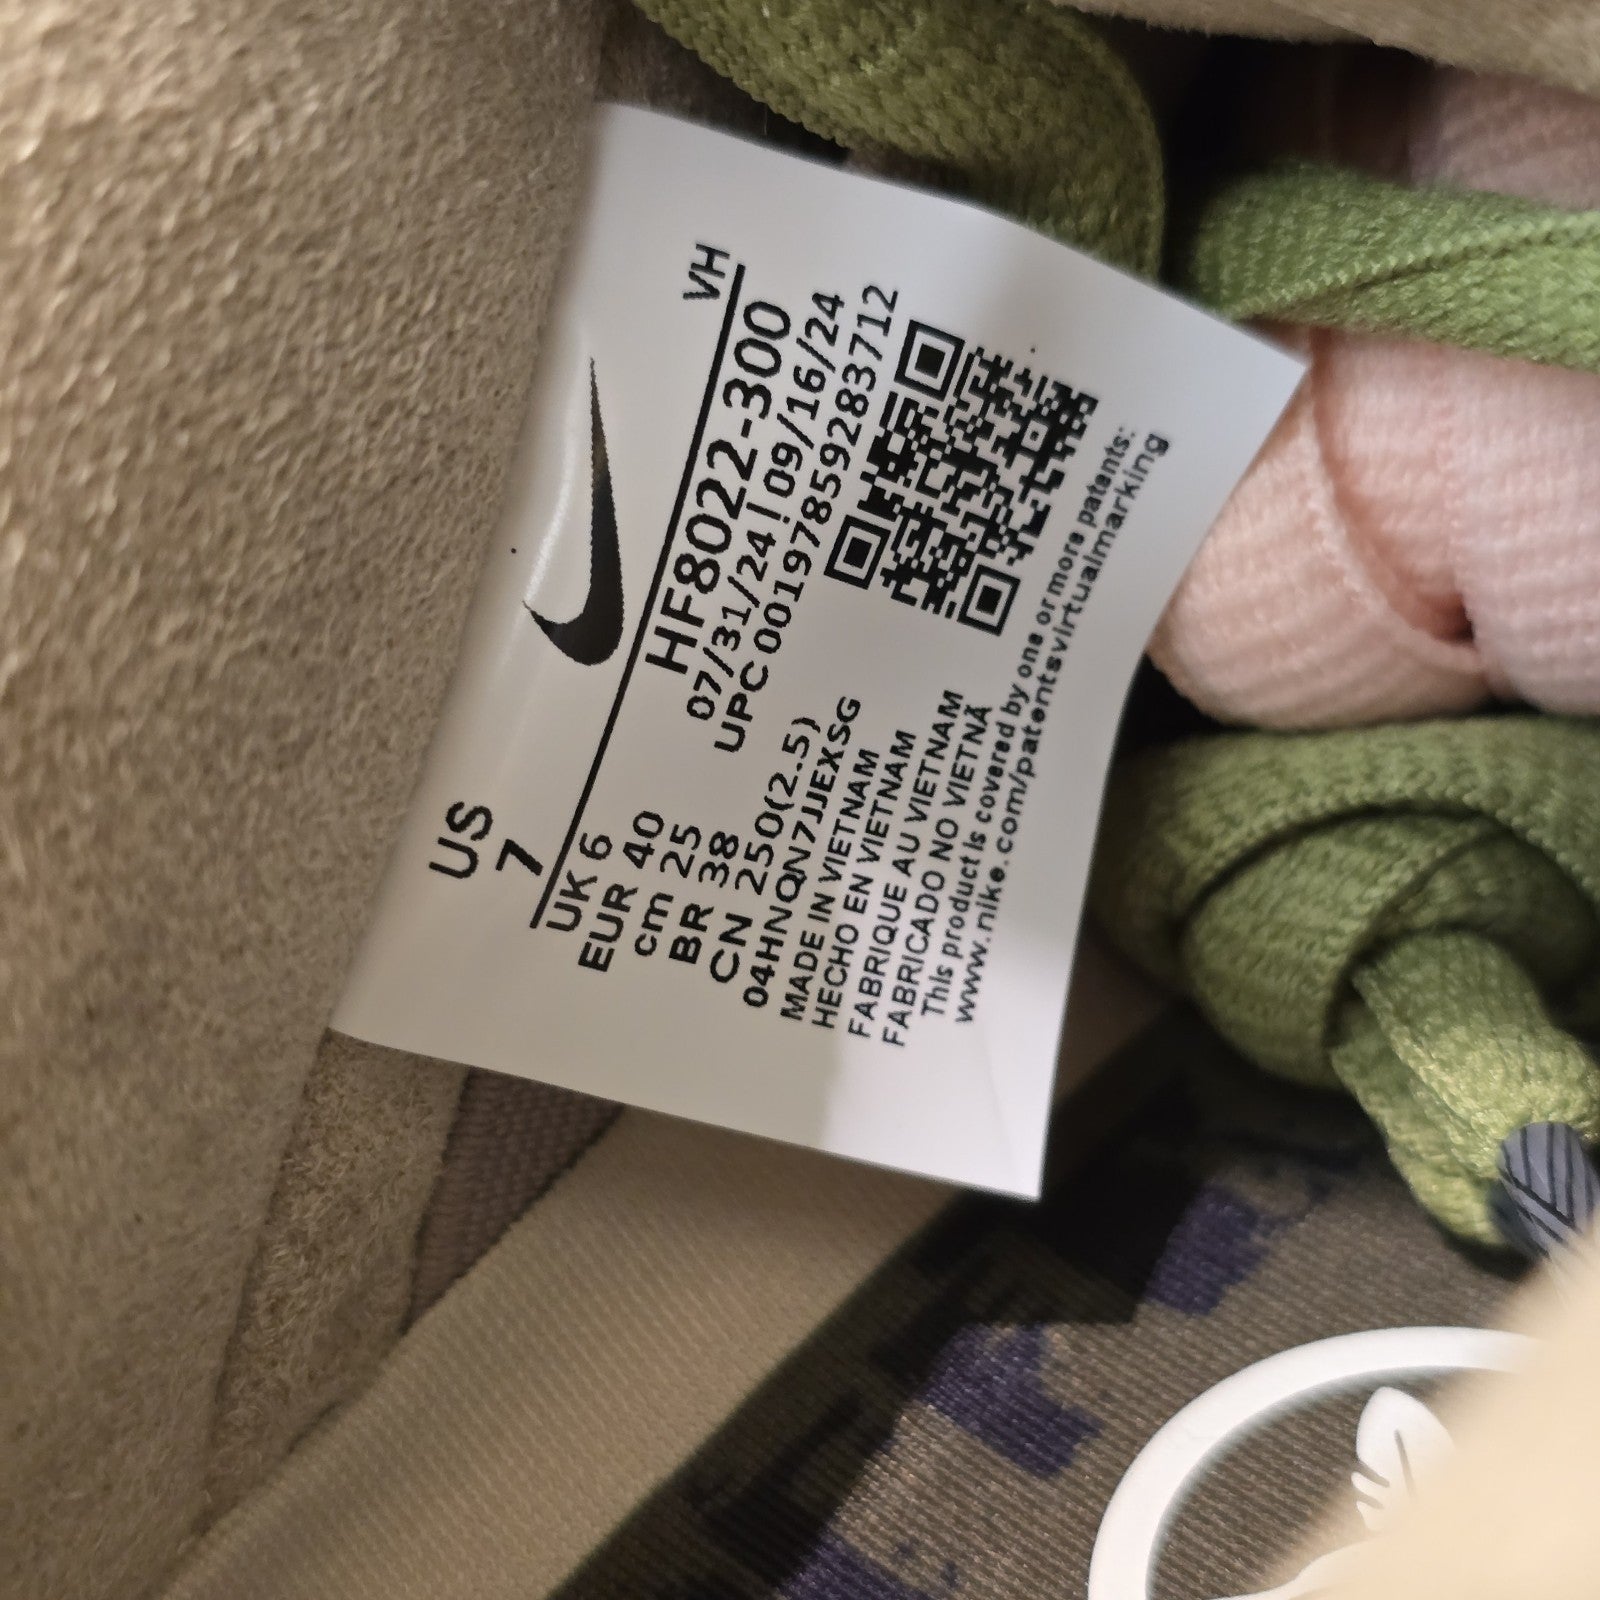 US
7
VH
UK 6
EUR 40
cm 25
BR 38
CN 250(2.5)
HF8022-300
07/31/24 | 09/16/24
UPC 00197859283712
04HNQN7JJEXSG
MADE IN VIETNAM
HECHO EN VIETNAM
FABRIQUE AU VIETNAM
FABRICADO NO VIETNÃ
This product is covered by one or more patents:
www.nike.com/patentsvirtualmarking